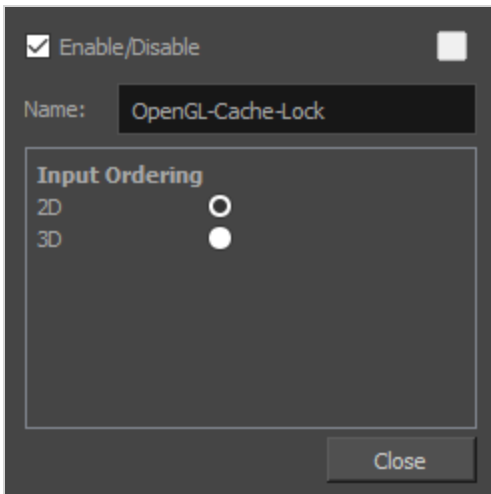 Enable/Disable
Name: OpenGL-Cache-Lock
Input Ordering
2D
3D
Close